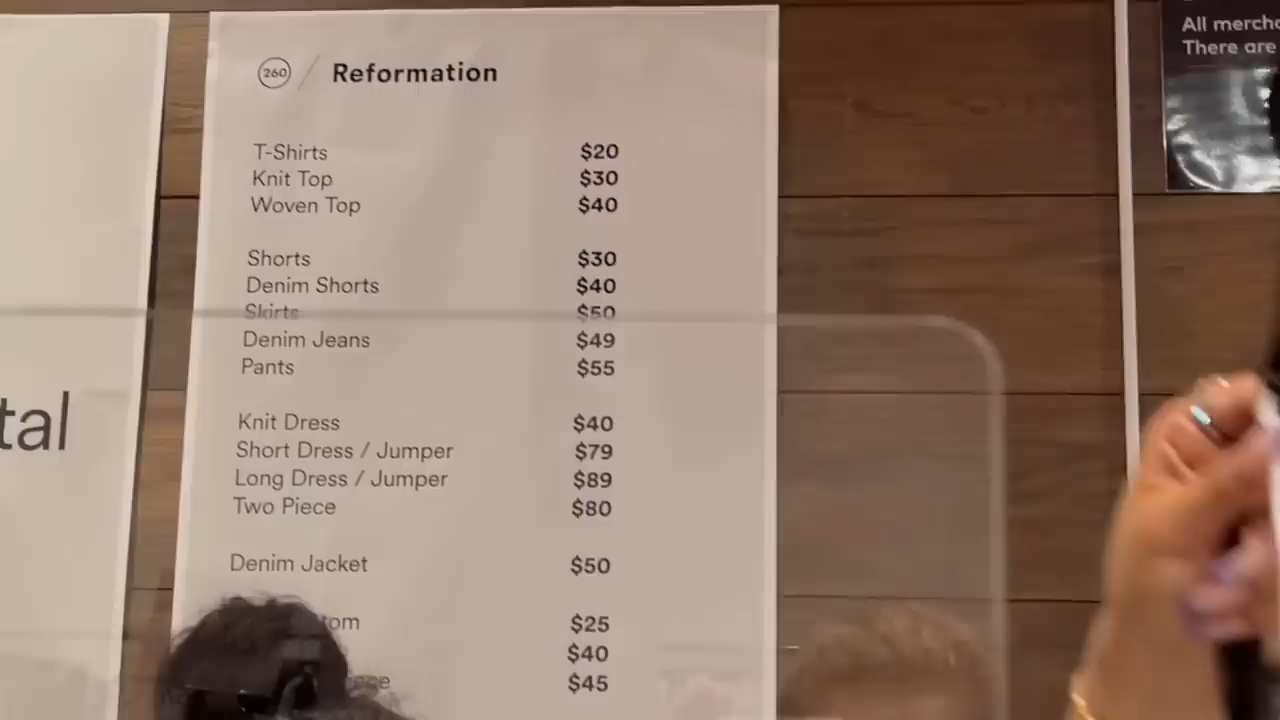 260 / Reformation
T-Shirts $20
Knit Top $30
Woven Top $40
Shorts $30
Denim Shorts $40
Skirts $50
Denim Jeans $49
Pants $55
Knit Dress $40
Short Dress / Jumper $79
Long Dress / Jumper $89
Two Piece $80
Denim Jacket $50
$25
$40
$45
tal
All merch
There are